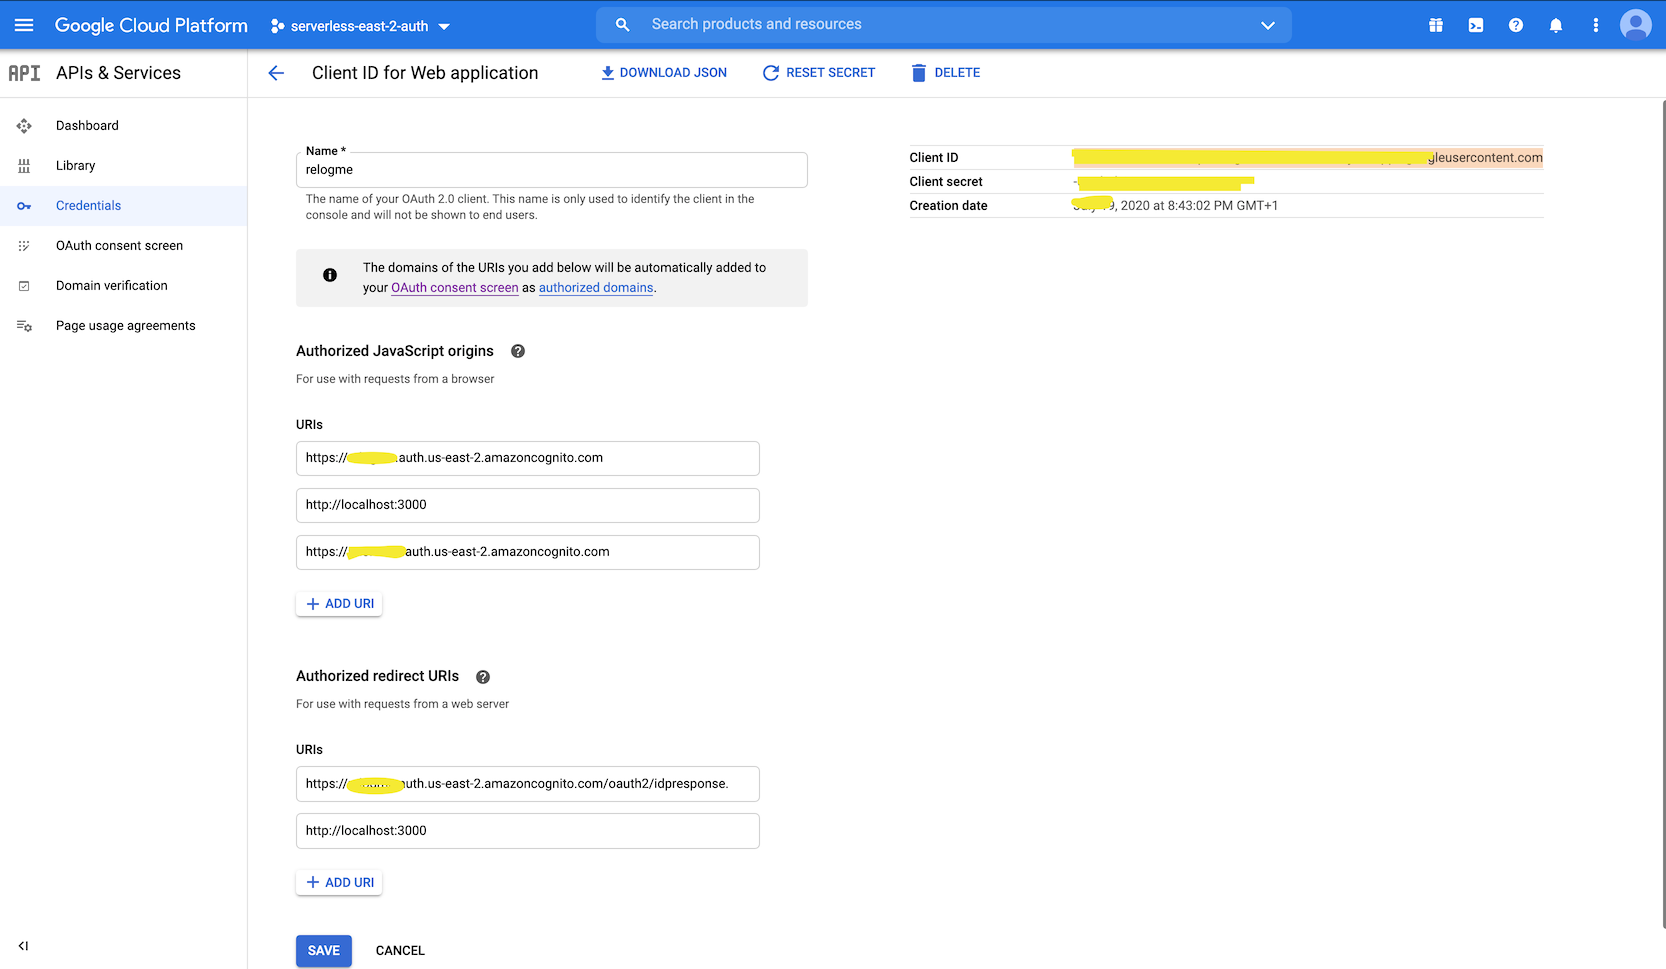 Google Cloud Platform
serverless-east-2-auth
Search products and resources
API APIs & Services
Client ID for Web application
DOWNLOAD JSON
RESET SECRET
DELETE
Dashboard
Library
Credentials
OAuth consent screen
Domain verification
Page usage agreements
Name *
relogme
The name of your OAuth 2.0 client. This name is only used to identify the client in the
console and will not be shown to end users.
The domains of the URIs you add below will be automatically added to
your OAuth consent screen as authorized domains.
Authorized JavaScript origins
For use with requests from a browser
URIs
https:// .auth.us-east-2.amazoncognito.com
http://localhost:3000
https:// auth.us-east-2.amazoncognito.com
ADD URI
Authorized redirect URIs
For use with requests from a web server
URIs
https:// uth.us-east-2.amazoncognito.com/oauth2/idpresponse.
http://localhost:3000
ADD URI
SAVE
CANCEL
Client ID gleusercontent.com
Client secret
Creation date 9, 2020 at 8:43:02 PM GMT+1